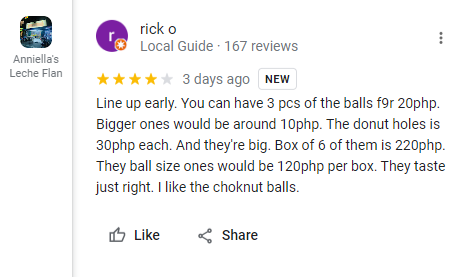 Anniella's
Leche Flan
r
rick o
Local Guide · 167 reviews
3 days ago NEW
Line up early. You can have 3 pcs of the balls f9r 20php.
Bigger ones would be around 10php. The donut holes is
30php each. And they're big. Box of 6 of them is 220php.
They ball size ones would be 120php per box. They taste
just right. I like the choknut balls.
Like
Share